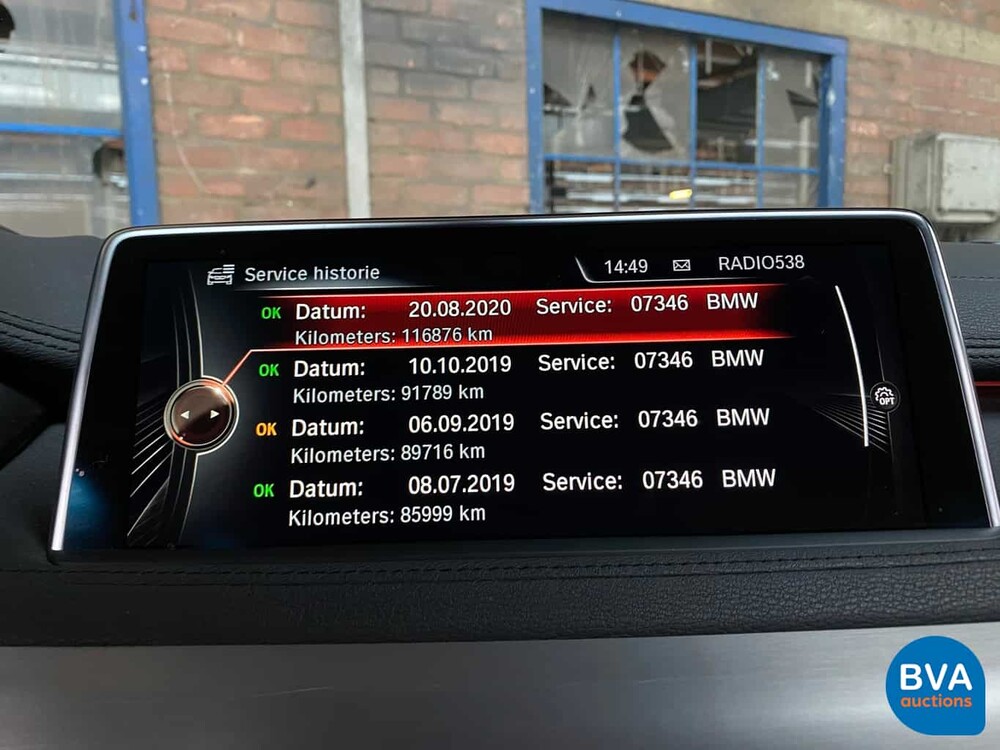 Service historie 14:49 RADIO538
OK Datum: 20.08.2020 Service: 07346 BMW
Kilometers: 116876 km
OK Datum: 10.10.2019 Service: 07346 BMW
Kilometers: 91789 km
OK Datum: 06.09.2019 Service: 07346 BMW
Kilometers: 89716 km
OK Datum: 08.07.2019 Service: 07346 BMW
Kilometers: 85999 km
OPT
BVA
auctions